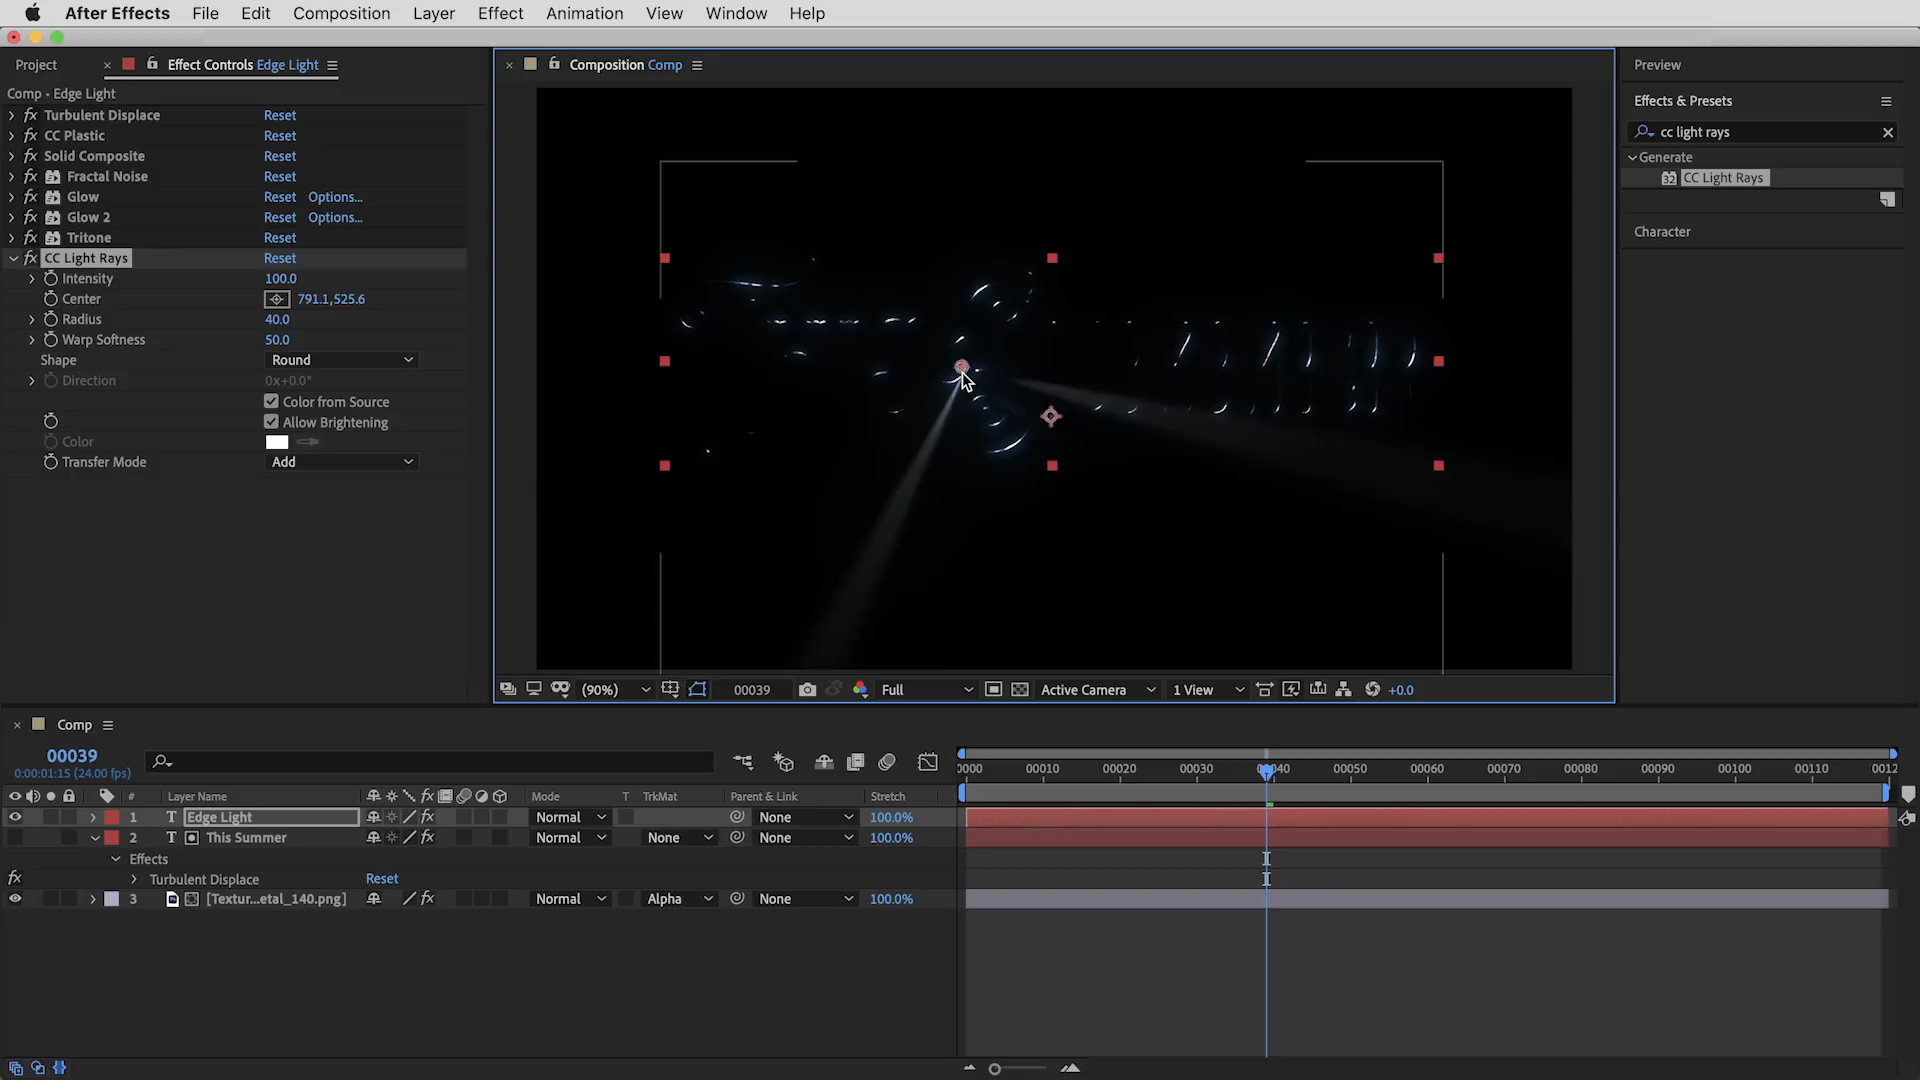 After Effects File Edit Composition Layer Effect Animation View Window Help
Project
Effect Controls Edge Light
Comp • Edge Light
fx Turbulent Displace Reset
fx CC Plastic Reset
fx Solid Composite Reset
fx Fractal Noise Reset
fx Glow Reset Options...
fx Glow 2 Reset Options...
fx Tritone Reset
fx CC Light Rays Reset
Intensity 100.0
Center 791.1,525.6
Radius 40.0
Warp Softness 50.0
Shape Round
Direction 0x+0.0°
Color from Source
Allow Brightening
Color
Transfer Mode Add
Composition Comp
(90%) 00039 Full Active Camera 1 View +0.0
Preview
Effects & Presets
cc light rays
Generate
32 CC Light Rays
Character
Comp
00039
0:00:01:15 (24.00 fps)
0000 00010 00020 00030 00040 00050 00060 00070 00080 00090 00100 00110 0012
# Layer Name fx Mode T TrkMat Parent & Link Stretch
1 T Edge Light fx Normal None 100.0%
2 T This Summer fx Normal None None 100.0%
Effects
fx Turbulent Displace Reset
3 [Textur...etal_140.png] fx Normal Alpha None 100.0%